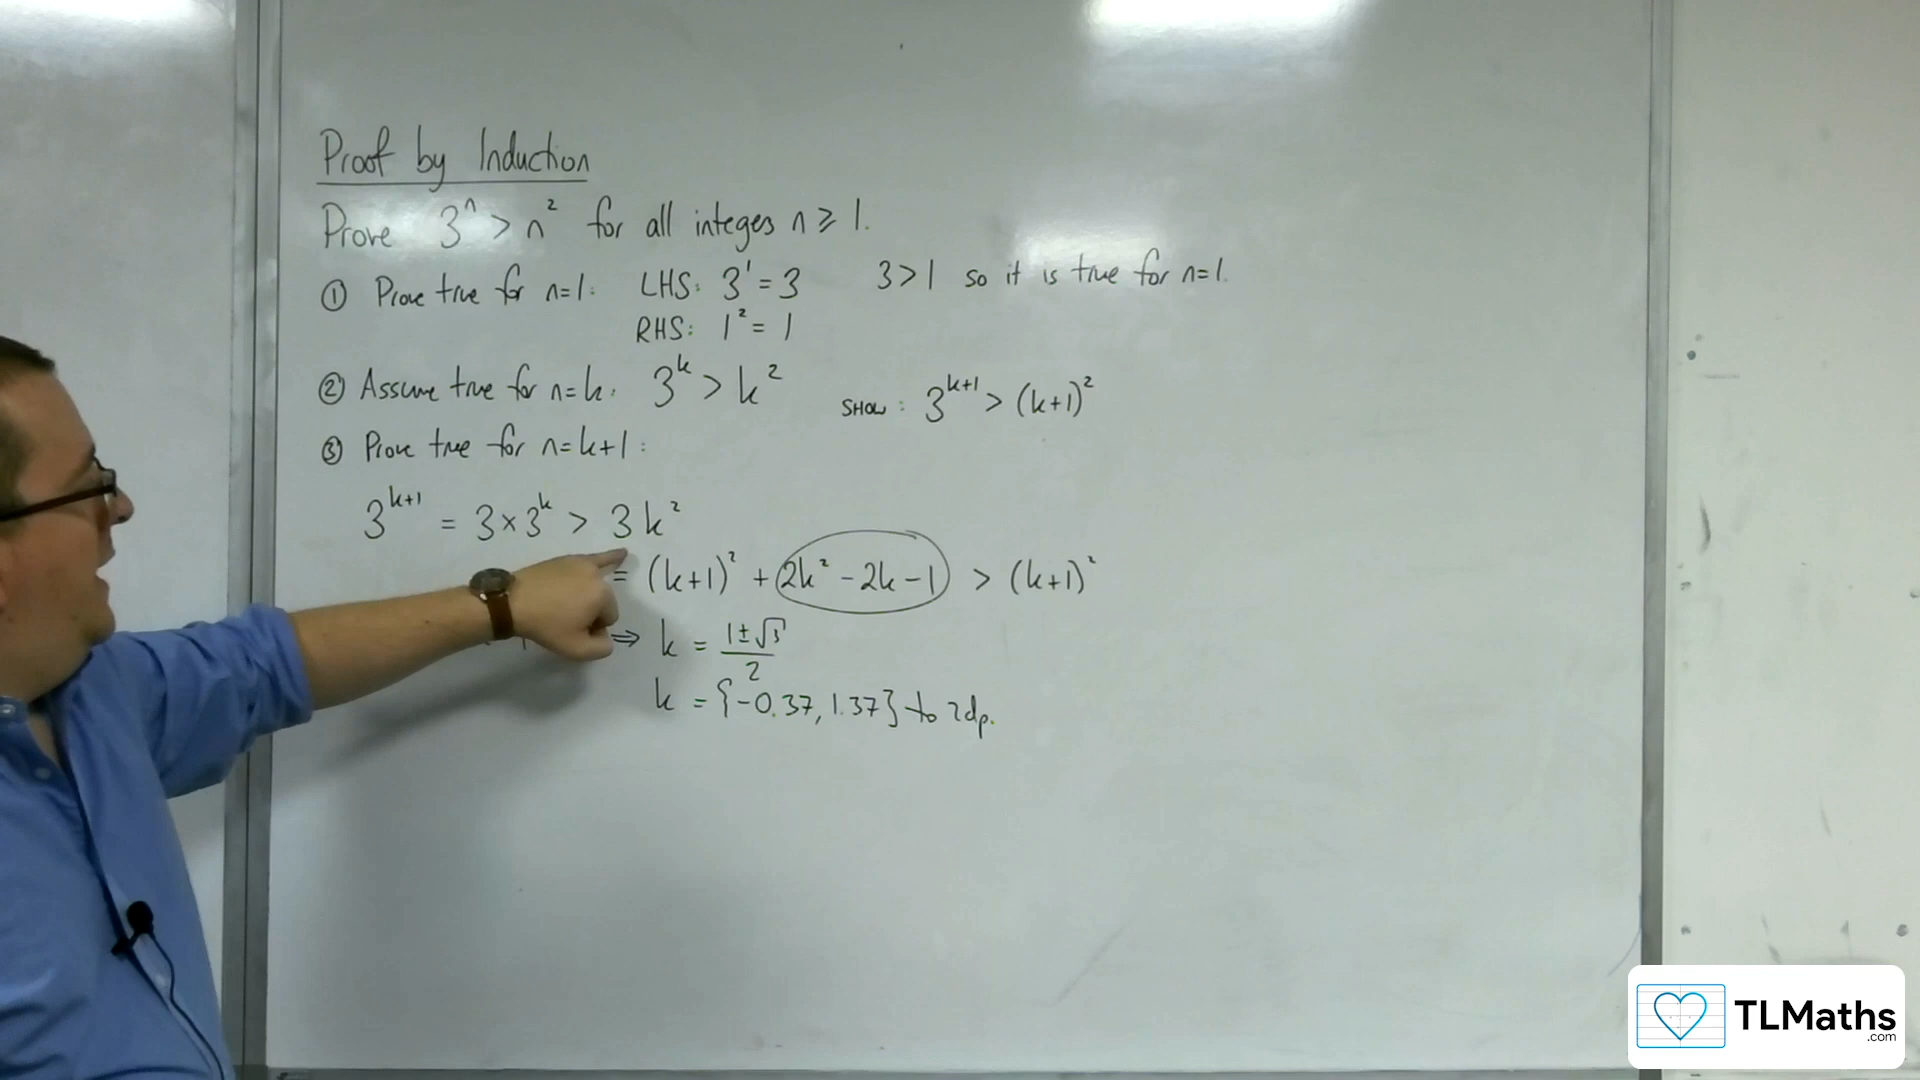 Proof by Induction
Prove 3ⁿ > n² for all integers n ≥ 1.
① Prove true for n=1: LHS: 3¹ = 3 3 > 1 so it is true for n=1.
RHS: 1² = 1
② Assume true for n=k: 3ᵏ > k² SHOW: 3ᵏ⁺¹ > (k+1)²
③ Prove true for n=k+1:
3ᵏ⁺¹ = 3 × 3ᵏ > 3k²
= (k+1)² + 2k² - 2k - 1 > (k+1)²
⇒ k = (1±√3)/2
k = {-0.37, 1.37} to 2dp.
TLMaths
.com